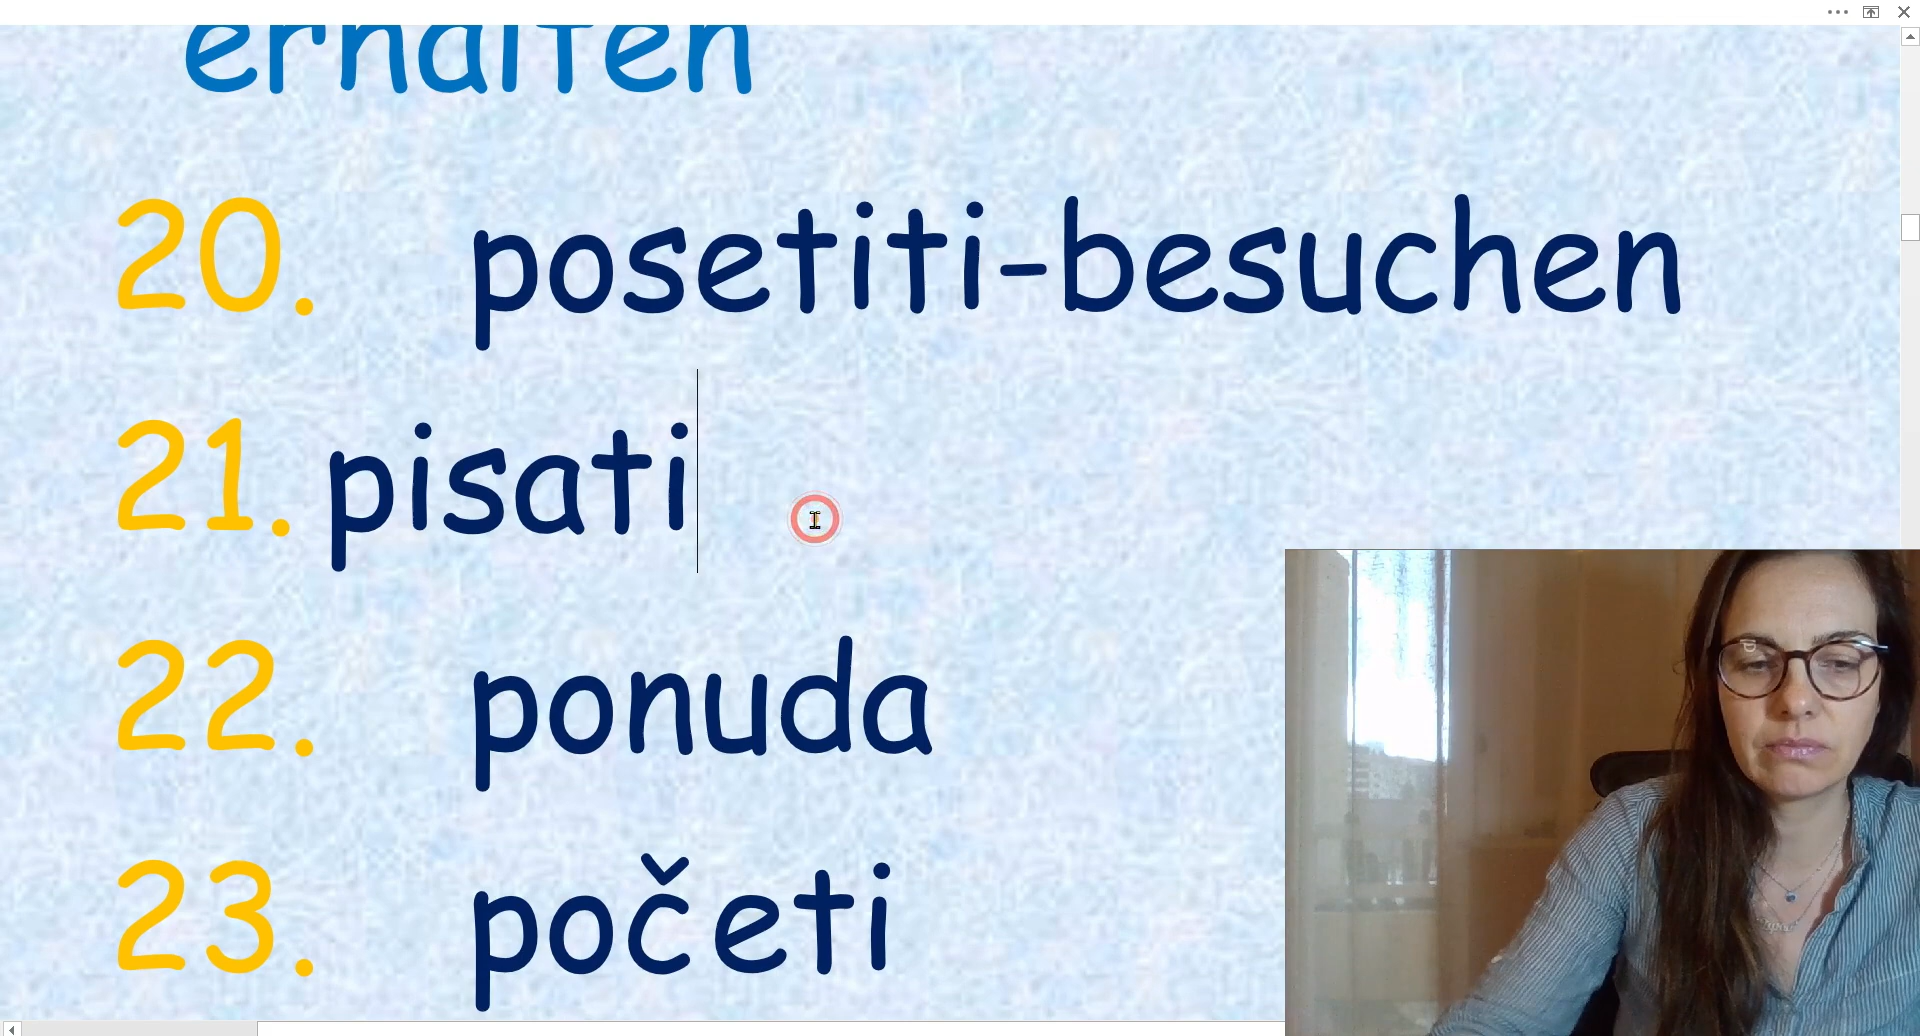 erhalten
20. posetiti-besuchen
21. pisati
22. ponuda
23. početi